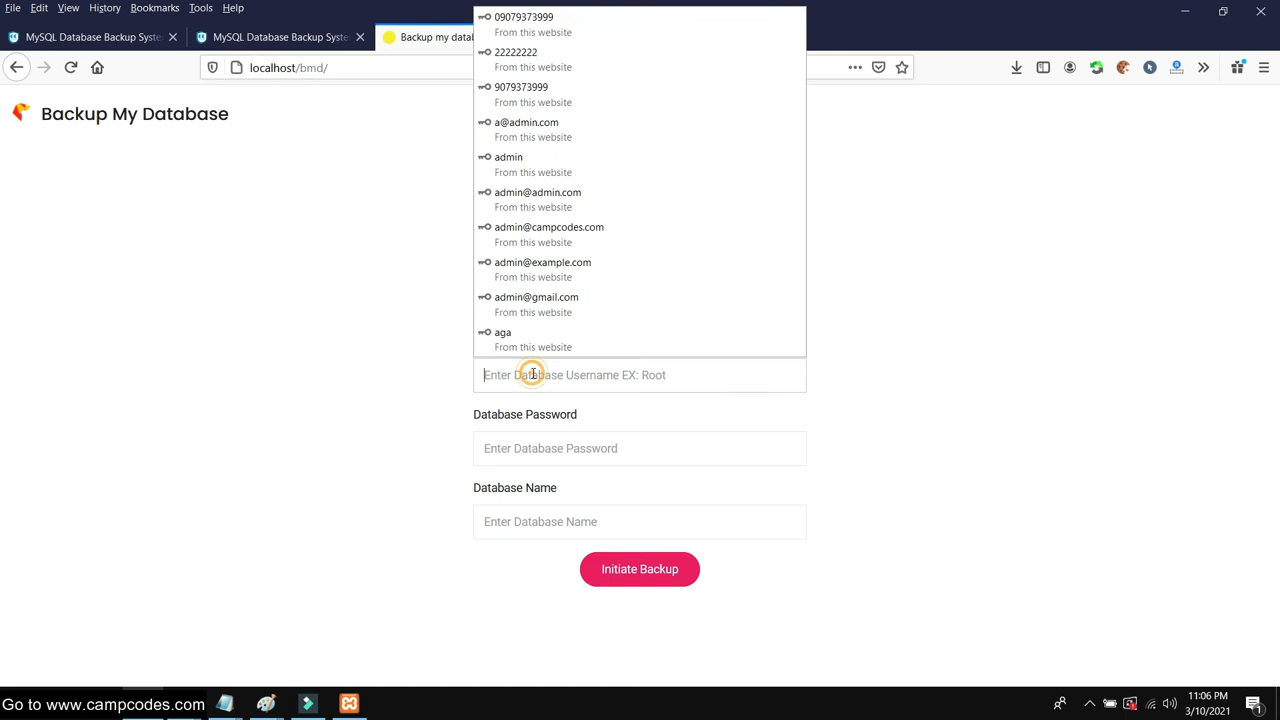 File Edit View History Bookmarks Tools Help
MySQL Database Backup Syste
MySQL Database Backup System
Backup my datab
localhost/bmd/
Backup My Database
09079373999
From this website
22222222
From this website
9079373999
From this website
a@admin.com
From this website
admin
From this website
admin@admin.com
From this website
admin@campcodes.com
From this website
admin@example.com
From this website
admin@gmail.com
From this website
aga
From this website
Enter Database Username EX: Root
Database Password
Enter Database Password
Database Name
Enter Database Name
Initiate Backup
Go to www.campcodes.com
11:06 PM
3/10/2021
1